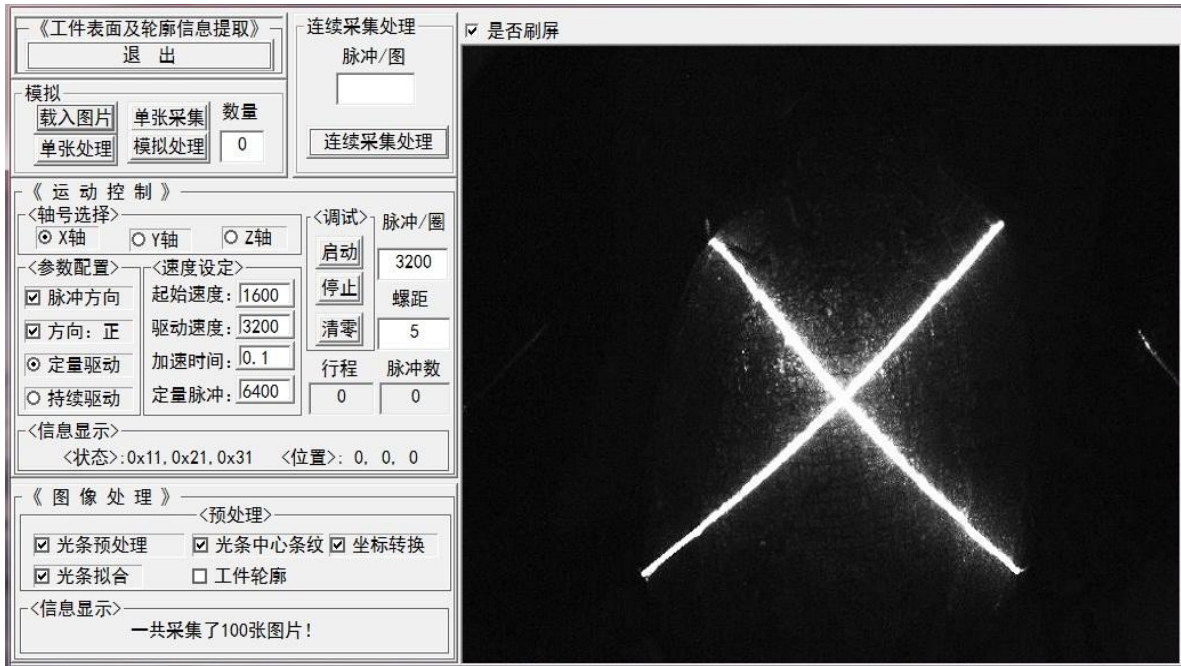 《工件表面及轮廓信息提取》
退 出
连续采集处理
脉冲/图
连续采集处理
是否刷屏
模拟
载入图片
单张采集
数量
单张处理
模拟处理
0
《 运 动 控 制 》
<轴号选择>
X轴
Y轴
Z轴
<参数配置>
脉冲方向
方向: 正
定量驱动
持续驱动
<速度设定>
起始速度: 1600
驱动速度: 3200
加速时间: 0.1
定量脉冲: 6400
<调试>
启动
停止
清零
脉冲/圈
3200
螺距
5
行程
脉冲数
0
0
<信息显示>
<状态>:0x11,0x21,0x31 <位置>: 0, 0, 0
《 图 像 处 理 》
<预处理>
光条预处理
光条中心条纹
坐标转换
光条拟合
工件轮廓
<信息显示>
一共采集了100张图片!